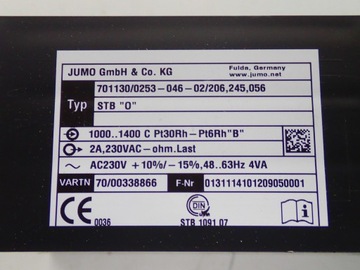 JUMO GmbH & Co. KG
Fulda, Germany
www.jumo.net
701130/0253-046-02/206,245,056
Typ
STB "O"
1000..1400 C Pt30Rh-Pt6Rh"B"
2A,230VAC-ohm.Last
AC230V +10%/-15%,48..63Hz 4VA
VARTN 70/00338866 F-Nr 0131114101209050001
CE 0036
DIN
STB 1091 07
i